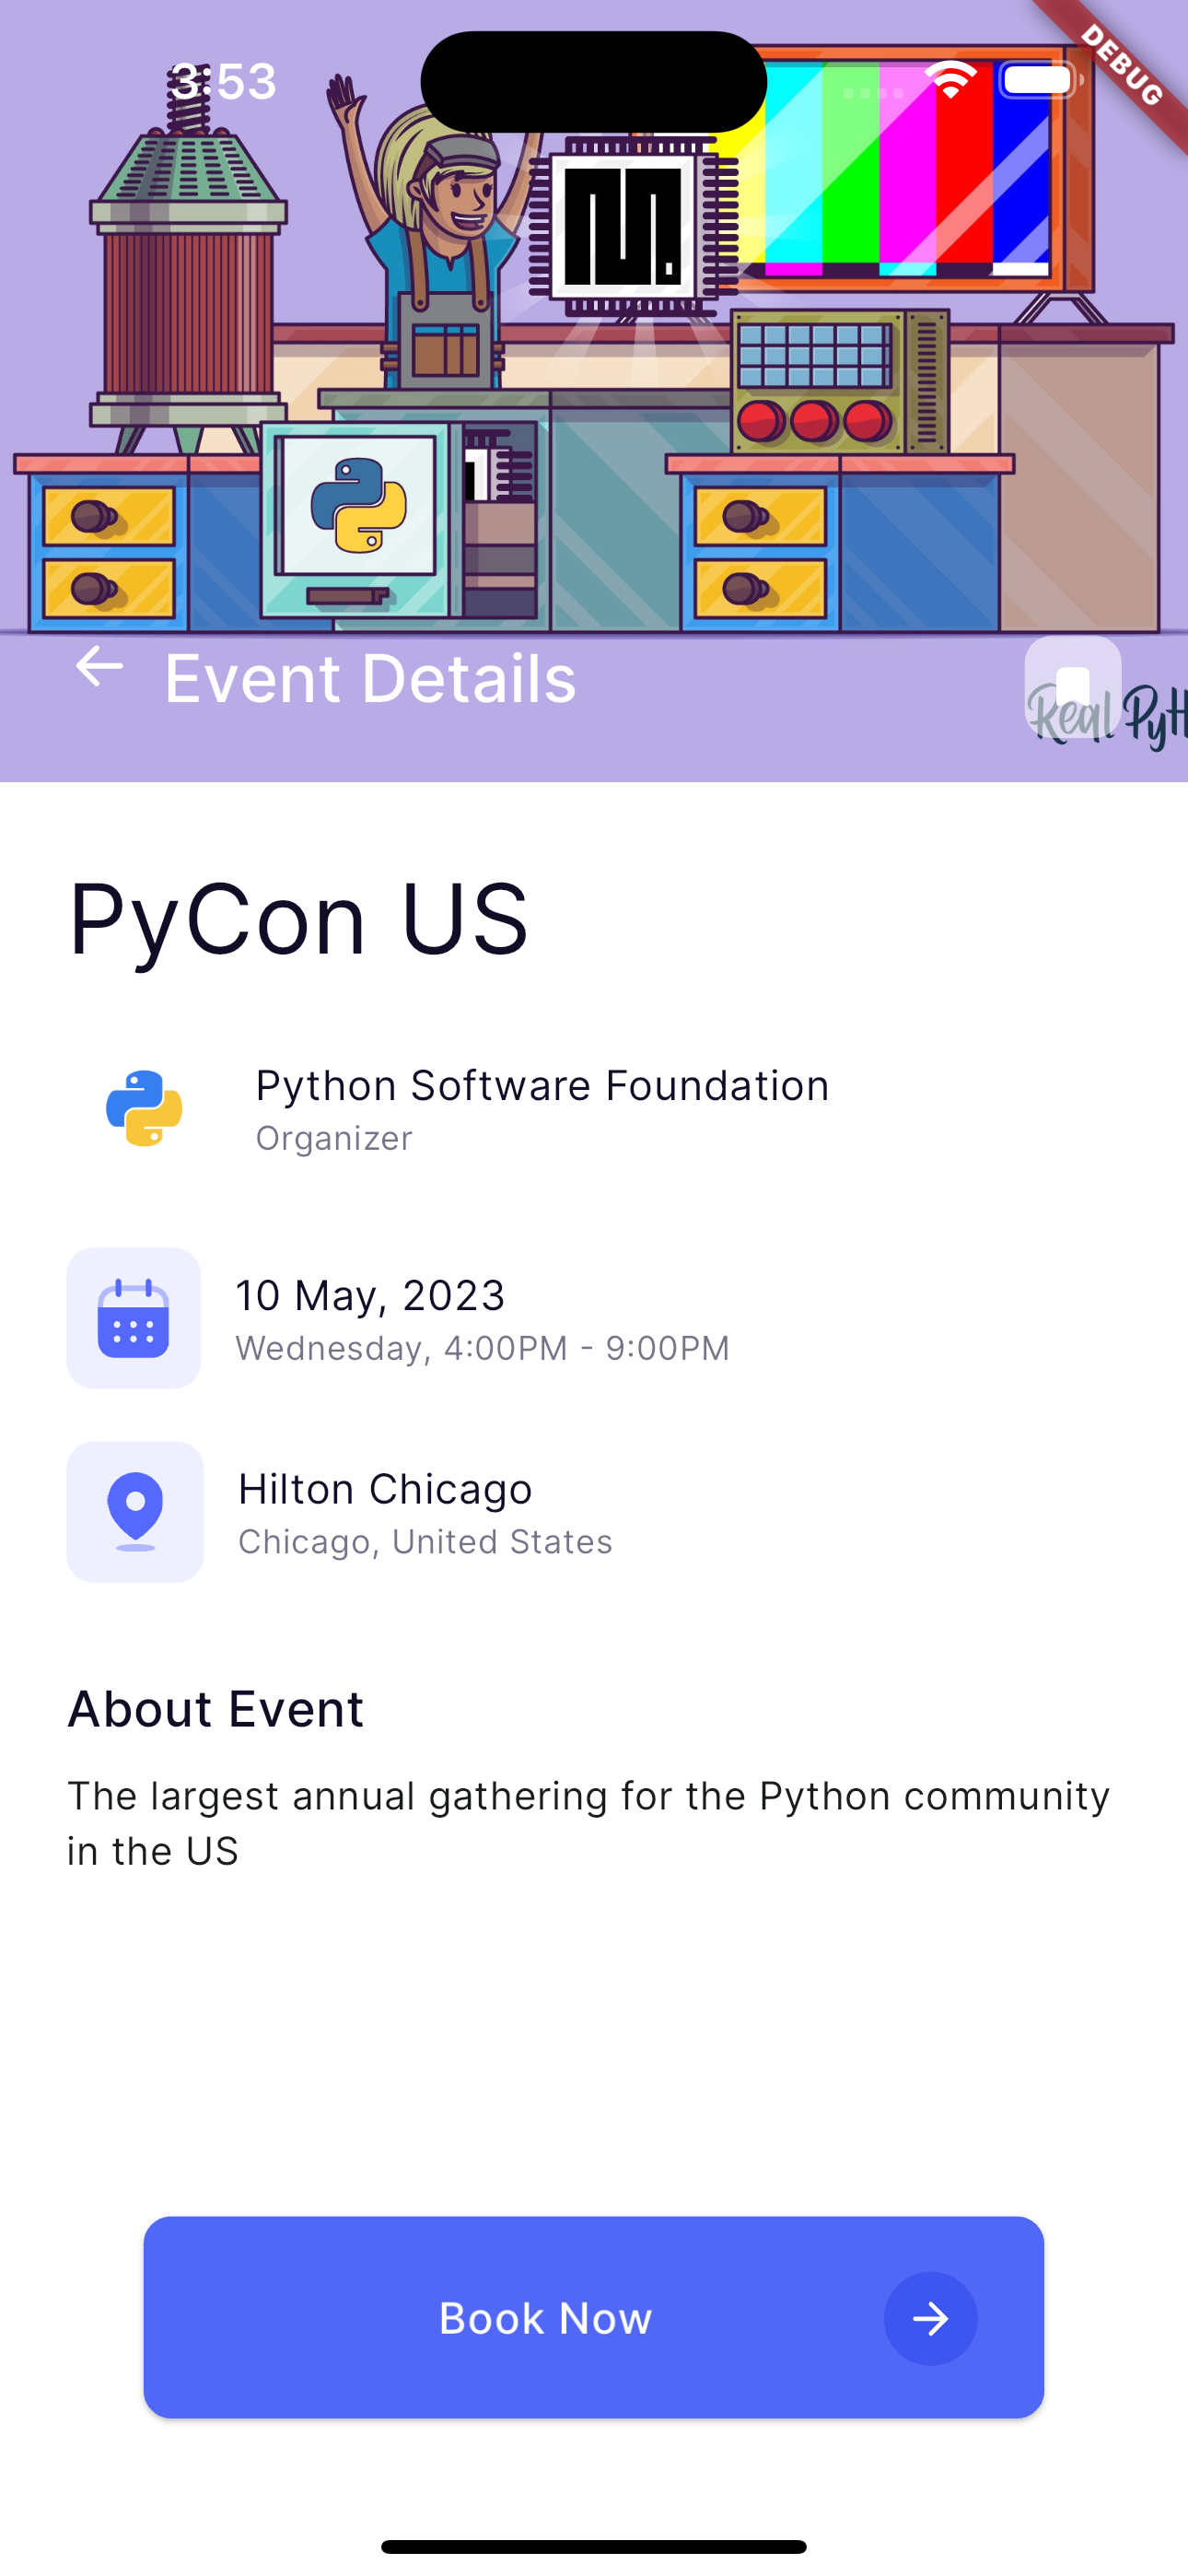 3:53
DEBUG
Event Details
Real
PyCon US
Python Software Foundation
Organizer
10 May, 2023
Wednesday, 4:00PM - 9:00PM
Hilton Chicago
Chicago, United States
About Event
The largest annual gathering for the Python community
in the US
Book Now